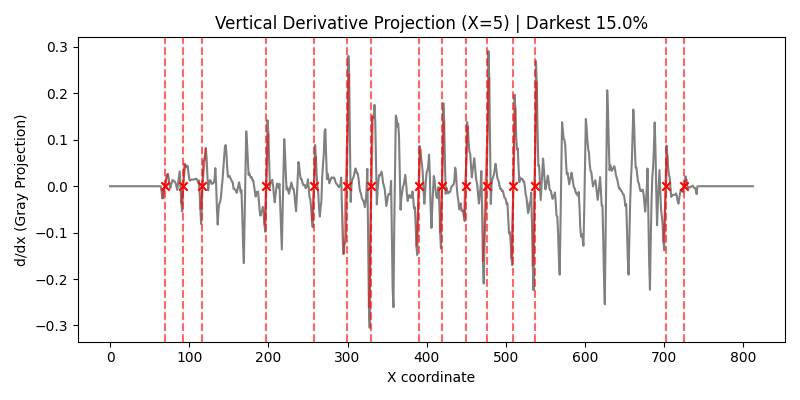 Vertical Derivative Projection (X=5) | Darkest 15.0%
d/dx (Gray Projection)
0.3
0.2
0.1
0.0
−0.1
−0.2
−0.3
0 100 200 300 400 500 600 700 800
X coordinate